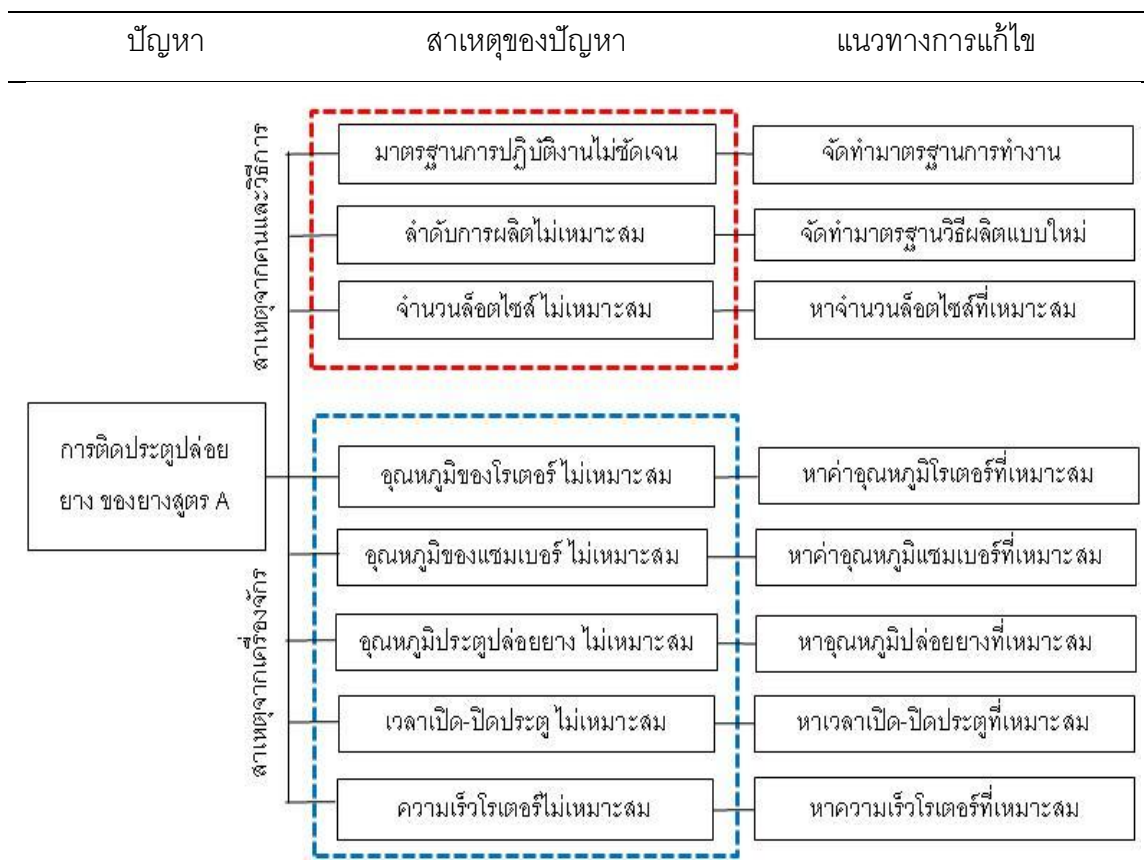 ปัญหา
สาเหตุของปัญหา
แนวทางการแก้ไข
สาเหตุจากคนและวิธีการ
มาตรฐานการปฏิบัติงานไม่ชัดเจน
จัดทำมาตรฐานการทำงาน
ลำดับการผลิตไม่เหมาะสม
จัดทำมาตรฐานวิธีผลิตแบบใหม่
จำนวนล็อตไซส์ ไม่เหมาะสม
หาจำนวนล็อตไซส์ที่เหมาะสม
การติดประตูปล่อย
ยาง ของยางสูตร A
สาเหตุจากเครื่องจักร
อุณหภูมิของโรเตอร์ ไม่เหมาะสม
หาค่าอุณหภูมิโรเตอร์ที่เหมาะสม
อุณหภูมิของแชมเบอร์ ไม่เหมาะสม
หาค่าอุณหภูมิแชมเบอร์ที่เหมาะสม
อุณหภูมิประตูปล่อยยาง ไม่เหมาะสม
หาอุณหภูมิปล่อยยางที่เหมาะสม
เวลาเปิด-ปิดประตู ไม่เหมาะสม
หาเวลาเปิด-ปิดประตูที่เหมาะสม
ความเร็วโรเตอร์ไม่เหมาะสม
หาความเร็วโรเตอร์ที่เหมาะสม